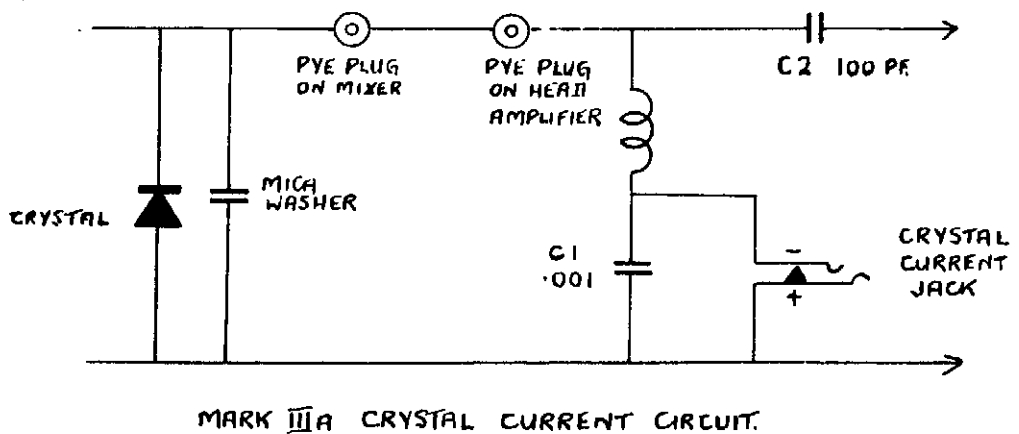 PYE PLUG
ON MIXER
PYE PLUG
ON HEAD
AMPLIFIER
C2 100 PF.
CRYSTAL
MICA
WASHER
C1
.001
-
+
CRYSTAL
CURRENT
JACK
MARK IIIA CRYSTAL CURRENT CIRCUIT.